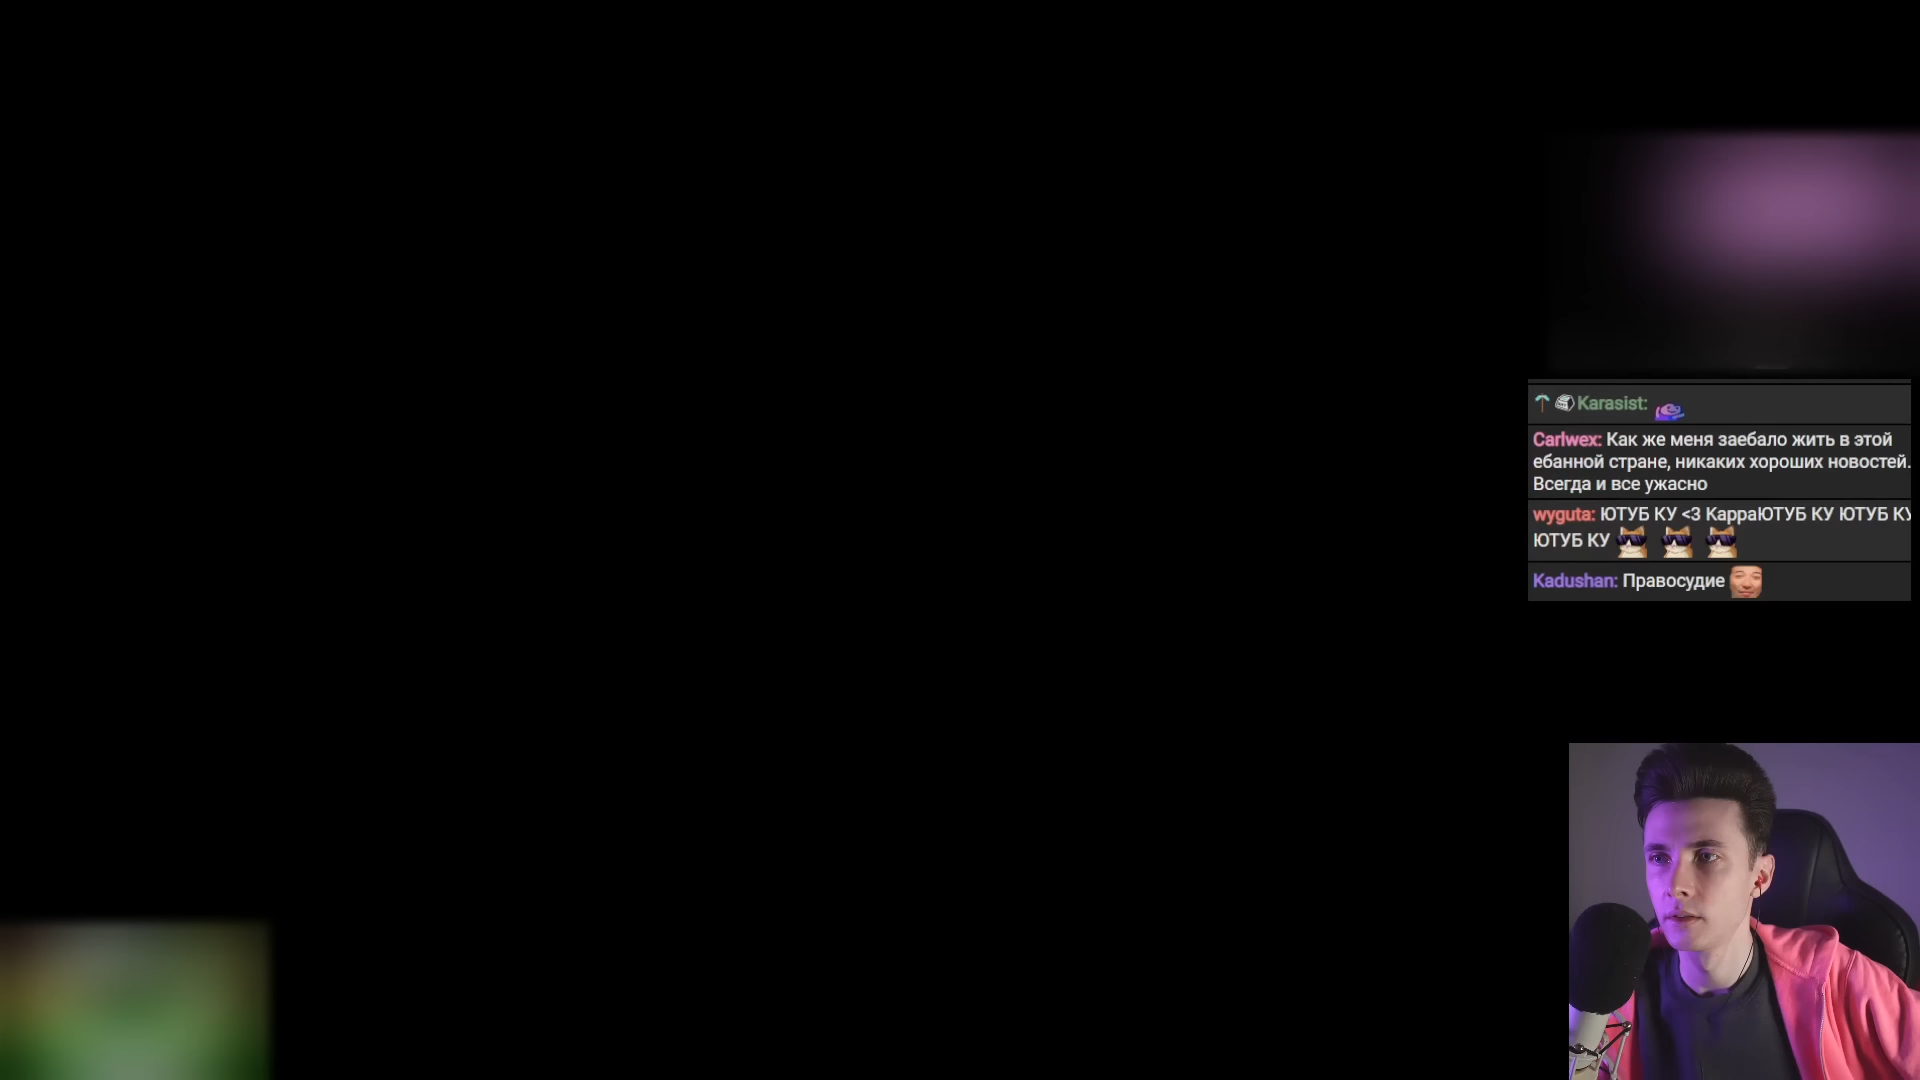 Karasist:
Carlwex: Как же меня заебало жить в этой
ебанной стране, никаких хороших новостей.
Всегда и все ужасно
wyguta: ЮТУБ КУ <3 KappaЮТУБ КУ ЮТУБ КУ
ЮТУБ КУ
Kadushan: Правосудие